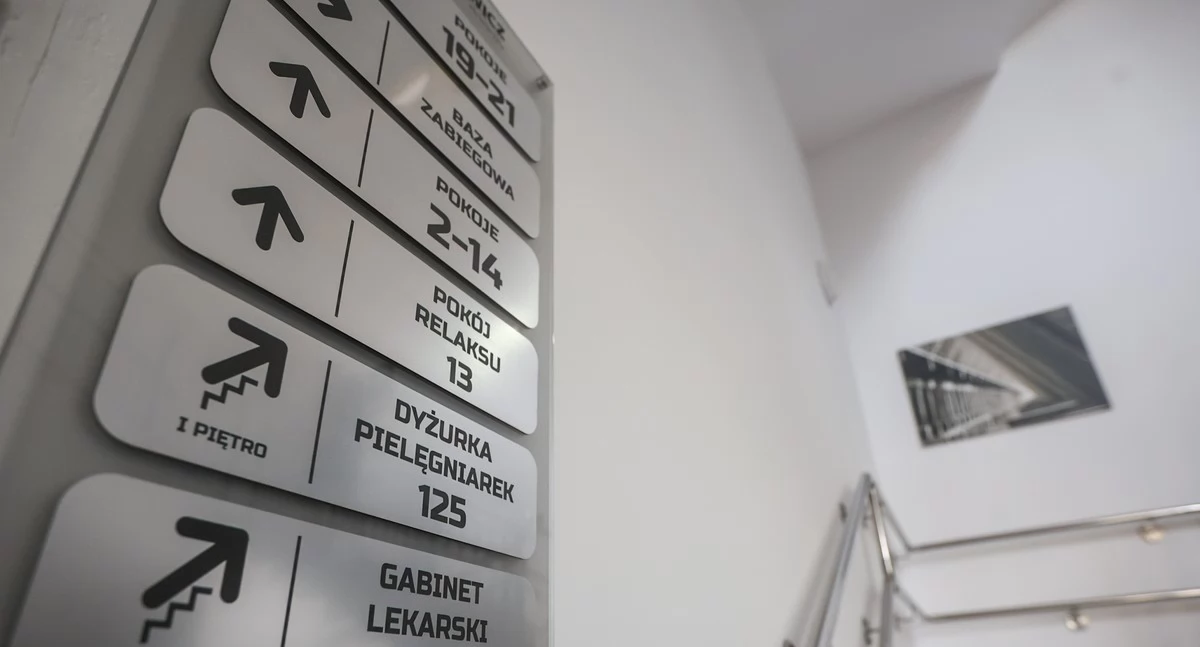 POKOJE
19-21
BAZA
ZABIEGOWA
POKOJE
2-14
POKÓJ
RELAKSU
13
I PIĘTRO
DYŻURKA
PIELĘGNIAREK
125
GABINET
LEKARSKI